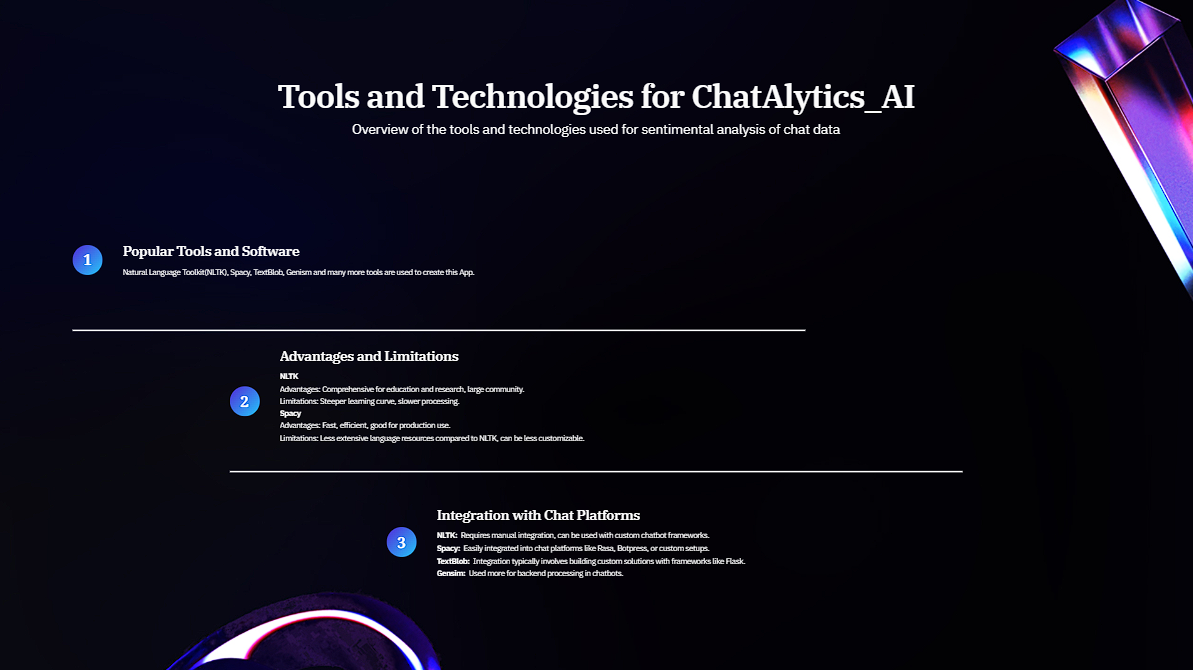 Tools and Technologies for ChatAlytics_AI
Overview of the tools and technologies used for sentimental analysis of chat data
1
Popular Tools and Software
Natural Language Toolkit(NLTK), Spacy, TextBlob, Genism and many more tools are used to create this App.
2
Advantages and Limitations
NLTK
Advantages: Comprehensive for education and research, large community.
Limitations: Steeper learning curve, slower processing.
Spacy
Advantages: Fast, efficient, good for production use.
Limitations: Less extensive language resources compared to NLTK, can be less customizable.
3
Integration with Chat Platforms
NLTK: Requires manual integration, can be used with custom chatbot frameworks.
Spacy: Easily integrated into chat platforms like Rasa, Botpress, or custom setups.
TextBlob: Integration typically involves building custom solutions with frameworks like Flask.
Gensim: Used more for backend processing in chatbots.